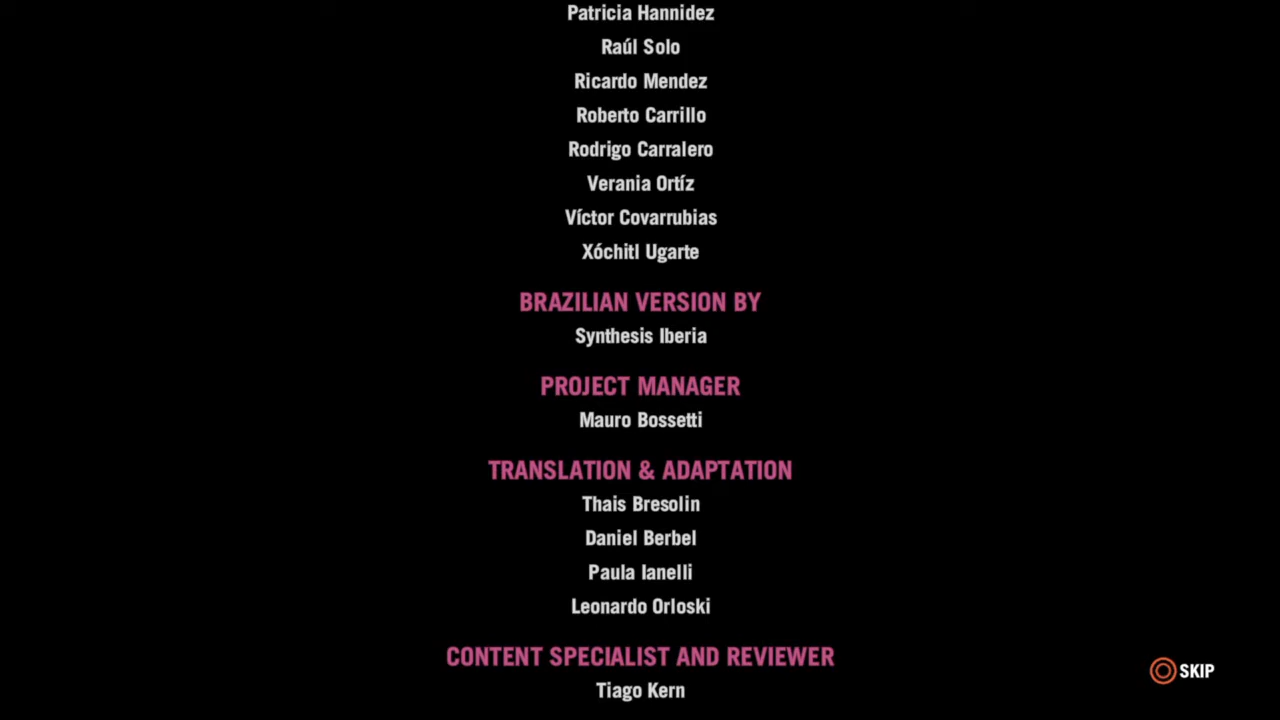 Patricia Hannidez
Raúl Solo
Ricardo Mendez
Roberto Carrillo
Rodrigo Carralero
Verania Ortíz
Víctor Covarrubias
Xóchitl Ugarte
BRAZILIAN VERSION BY
Synthesis Iberia
PROJECT MANAGER
Mauro Bossetti
TRANSLATION & ADAPTATION
Thais Bresolin
Daniel Berbel
Paula Ianelli
Leonardo Orloski
CONTENT SPECIALIST AND REVIEWER
SKIP
Tiago Kern